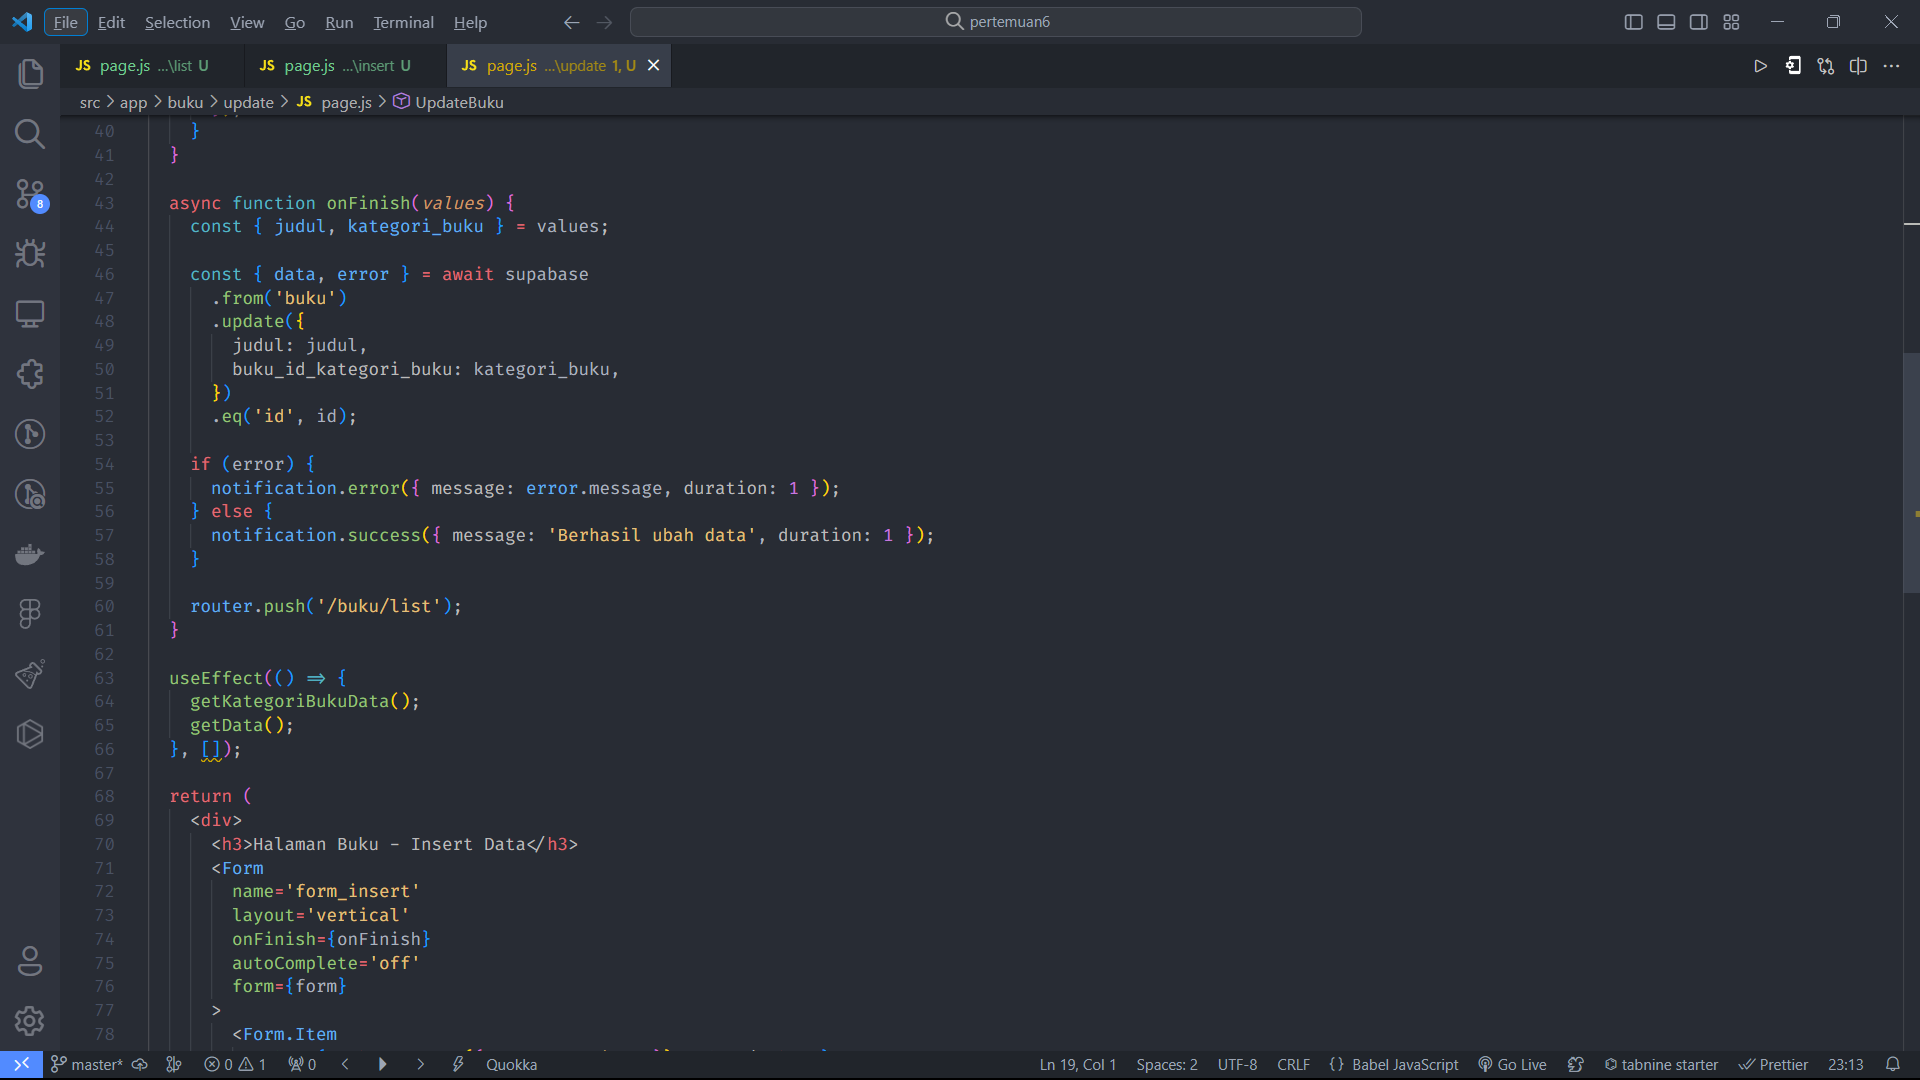 File Edit Selection View Go Run Terminal Help
pertemuan6
JS page.js ...\list U
JS page.js ...\insert U
JS page.js ...\update 1, U
src > app > buku > update > JS page.js > UpdateBuku
40 }
41 }
42
43 async function onFinish(values) {
44 const { judul, kategori_buku } = values;
45
46 const { data, error } = await supabase
47 .from('buku')
48 .update({
49 judul: judul,
50 buku_id_kategori_buku: kategori_buku,
51 })
52 .eq('id', id);
53
54 if (error) {
55 notification.error({ message: error.message, duration: 1 });
56 } else {
57 notification.success({ message: 'Berhasil ubah data', duration: 1 });
58 }
59
60 router.push('/buku/list');
61 }
62
63 useEffect(() => {
64 getKategoriBukuData();
65 getData();
66 }, []);
67
68 return (
69 <div>
70 <h3>Halaman Buku - Insert Data</h3>
71 <Form
72 name='form_insert'
73 layout='vertical'
74 onFinish={onFinish}
75 autoComplete='off'
76 form={form}
77 >
78 <Form.Item
8
master* 0 1 0 Quokka Ln 19, Col 1 Spaces: 2 UTF-8 CRLF {} Babel JavaScript Go Live tabnine starter Prettier 23:13